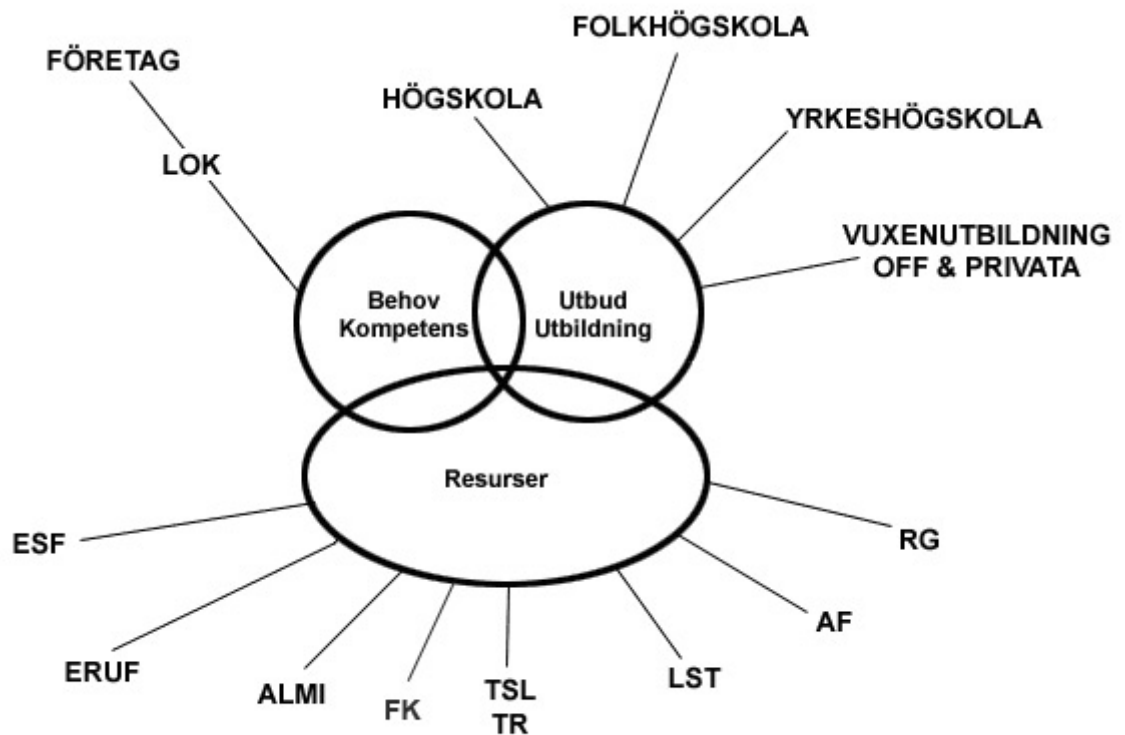 FOLKHÖGSKOLA
FÖRETAG
HÖGSKOLA
YRKESHÖGSKOLA
LOK
VUXENUTBILDNING
OFF & PRIVATA
Behov
Kompetens
Utbud
Utbildning
Resurser
ESF
RG
ERUF
ALMI
FK
TSL
TR
LST
AF